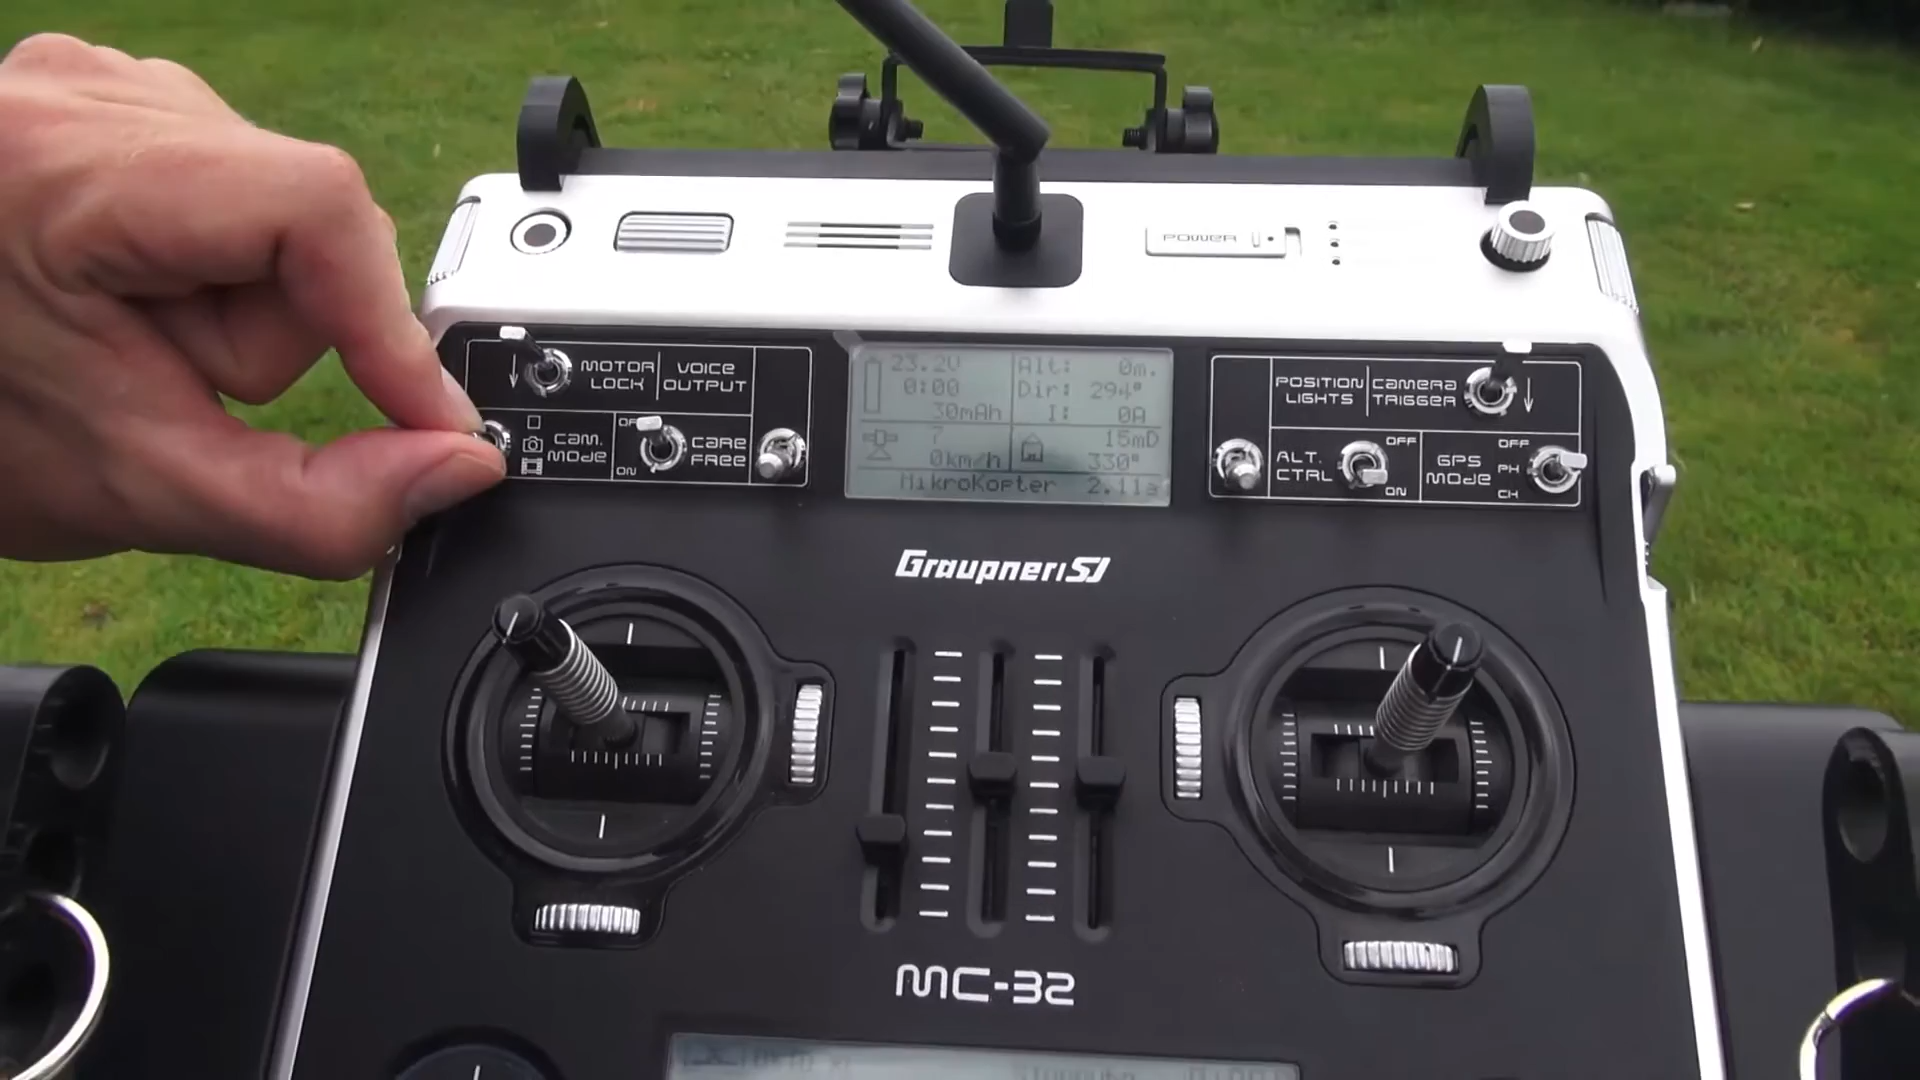 POWER
MOTOR LOCK
VOICE OUTPUT
CAM. MODE
OFF
ON
CARE FREE
23.2V
0:00
30mAh
Alt: 0m.
Dir: 294°
I: 0A
7
0km/h
15mD
330°
MikroKopter 2.11a
POSITION LIGHTS
CAMERA TRIGGER
ALT. CTRL
OFF
ON
GPS MODE
OFF
PH
CH
Graupner/SJ
MC-32